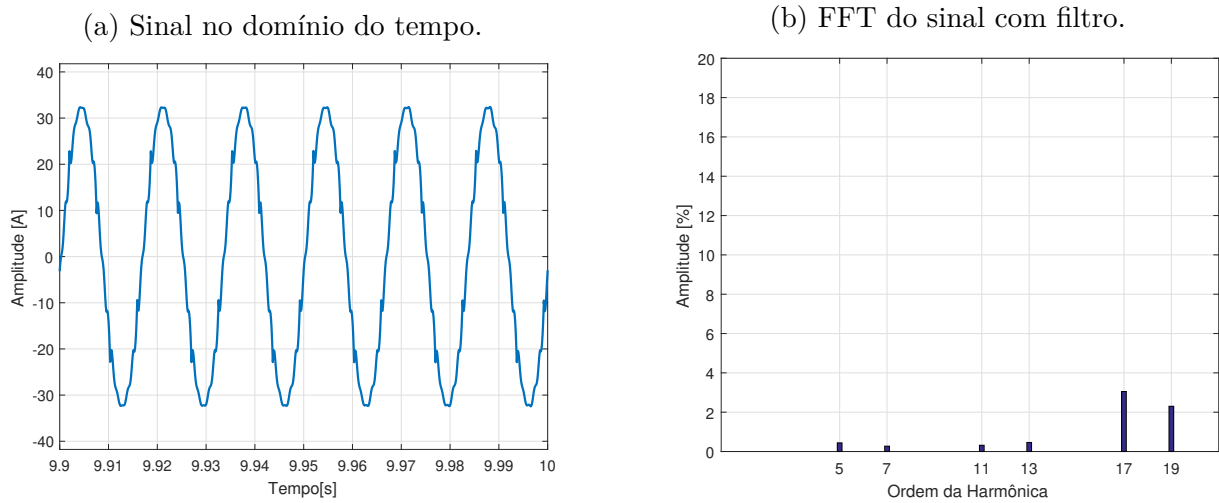 (a) Sinal no domínio do tempo.
40
30
20
10
0
-10
-20
-30
-40
Amplitude [A]
9.9 9.91 9.92 9.93 9.94 9.95 9.96 9.97 9.98 9.99 10
Tempo[s]
(b) FFT do sinal com filtro.
20
18
16
14
12
10
8
6
4
2
0
Amplitude [%]
5 7 11 13 17 19
Ordem da Harmônica